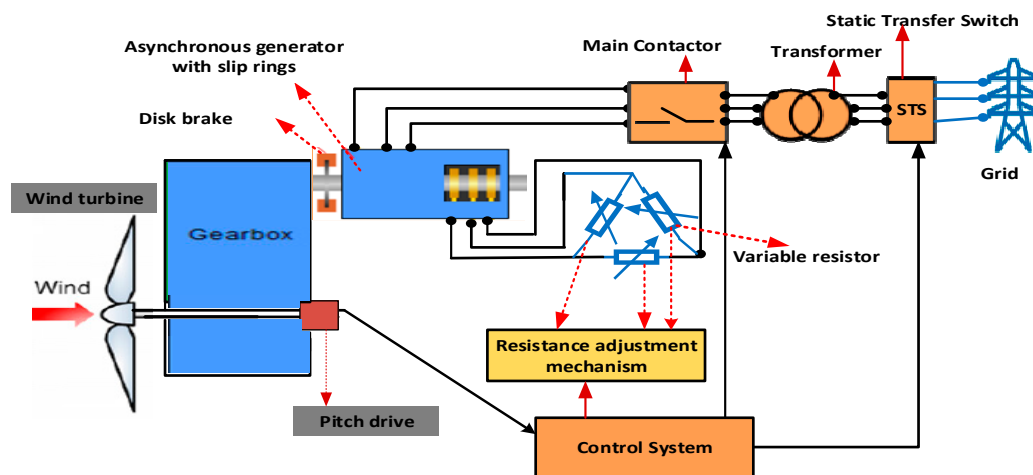 Static Transfer Switch
Asynchronous generator
with slip rings
Main Contactor
Transformer
STS
Disk brake
Grid
Wind turbine
Gearbox
Variable resistor
Wind
Resistance adjustment
mechanism
Pitch drive
Control System